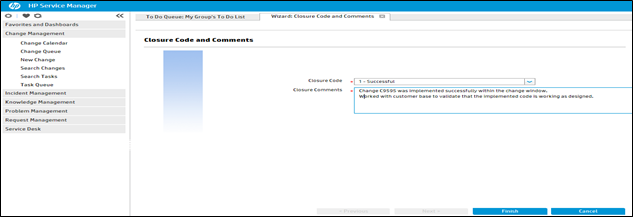 hp HP Service Manager
To Do Queue: My Group's To Do List
Wizard: Closure Code and Comments
Favorites and Dashboards
Change Management
Change Calendar
Change Queue
New Change
Search Changes
Search Tasks
Task Queue
Incident Management
Knowledge Management
Problem Management
Request Management
Service Desk
Closure Code and Comments
Closure Code
1 - Successful
Closure Comments
Change C9505 was implemented successfully within the change window.
Worked with customer base to validate that the implemented code is working as designed.
< Previous
Next >
Finish
Cancel